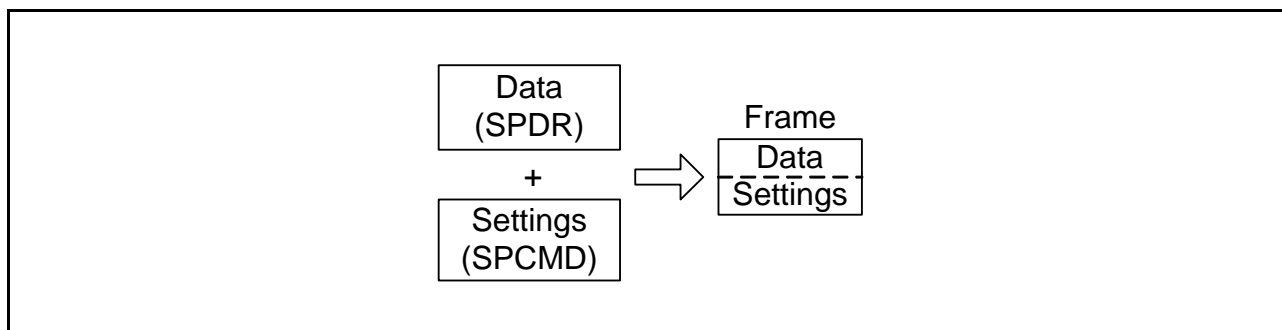 Data
(SPDR)
+
Settings
(SPCMD)
Frame
Data
Settings